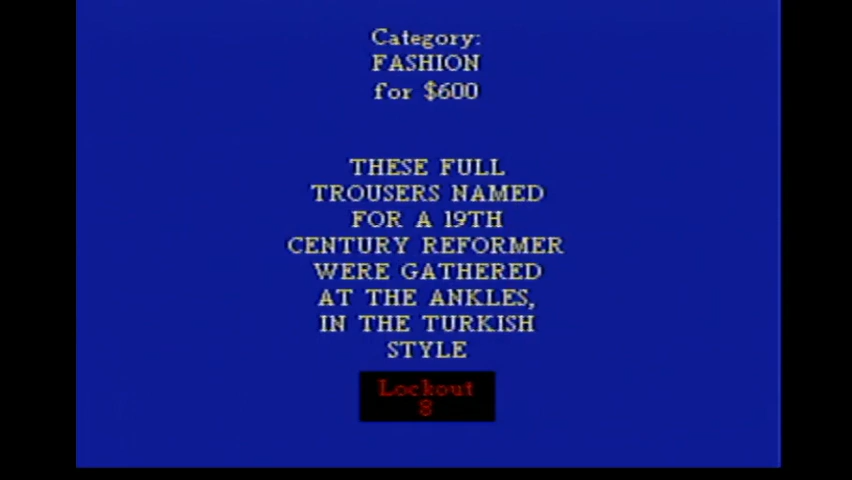 Category:
FASHION
for $600
THESE FULL
TROUSERS NAMED
FOR A 19TH
CENTURY REFORMER
WERE GATHERED
AT THE ANKLES,
IN THE TURKISH
STYLE
Lockout
8